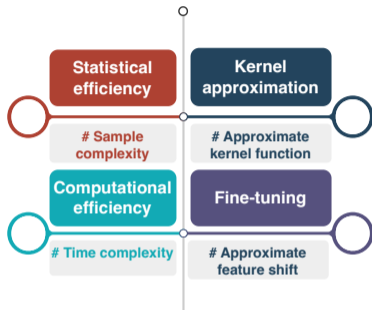 Statistical
efficiency
Kernel
approximation
# Sample
complexity
# Approximate
kernel function
Computational
efficiency
Fine-tuning
# Time complexity
# Approximate
feature shift